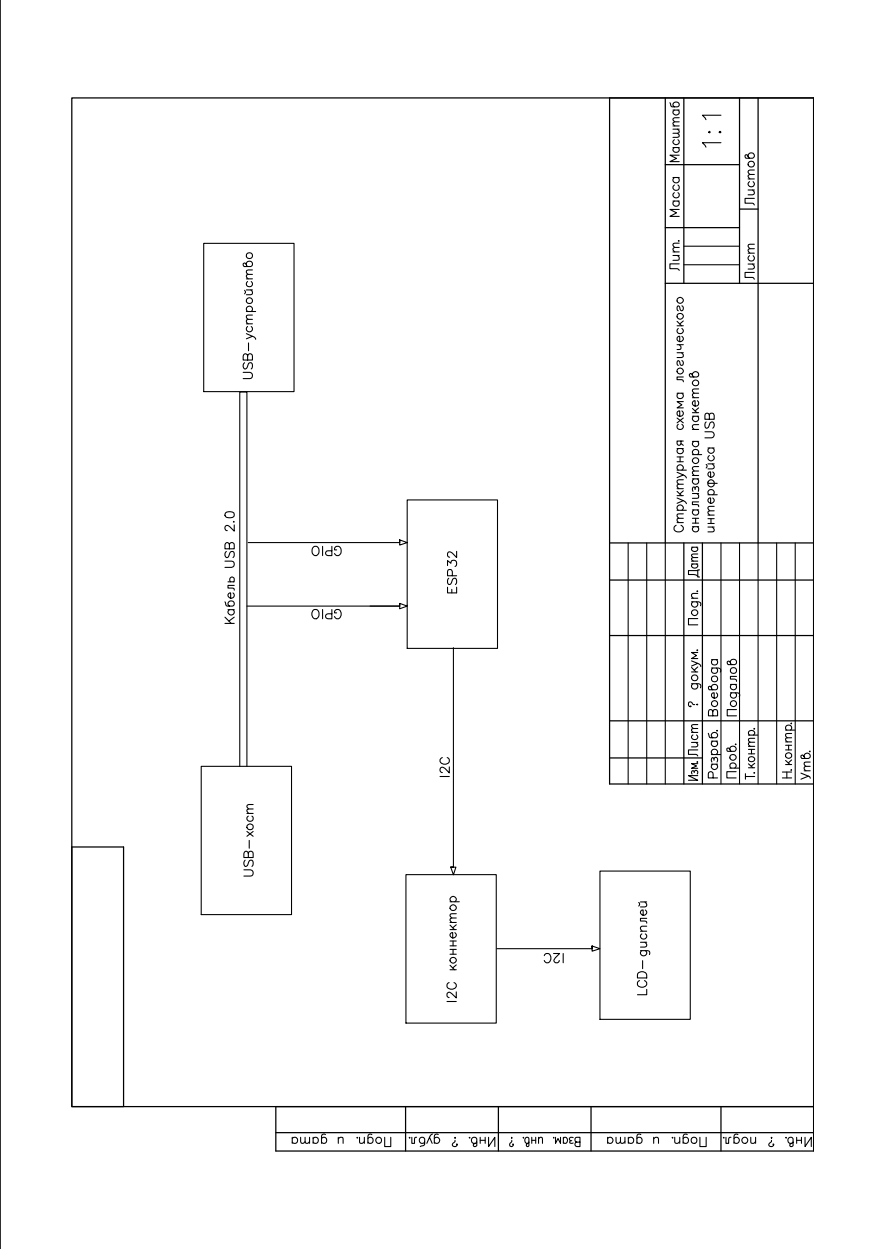 USB-хост
Кабель USB 2.0
USB-устройство
GPIO
GPIO
I2C коннектор
I2C
ESP32
I2C
LCD-дисплей
Изм. Лист ? докум. Подп. Дата
Разраб. Воевода
Пров. Подалов
Т.контр.
Н.контр.
Утв.
Структурная схема логического
анализатора пакетов
интерфейса USB
Лит. Масса Масштаб
1:1
Лист Листов
Подп. и дата
Инв. ? дубл.
Взам. инв. ?
Подп. и дата
Инв. ? подл.